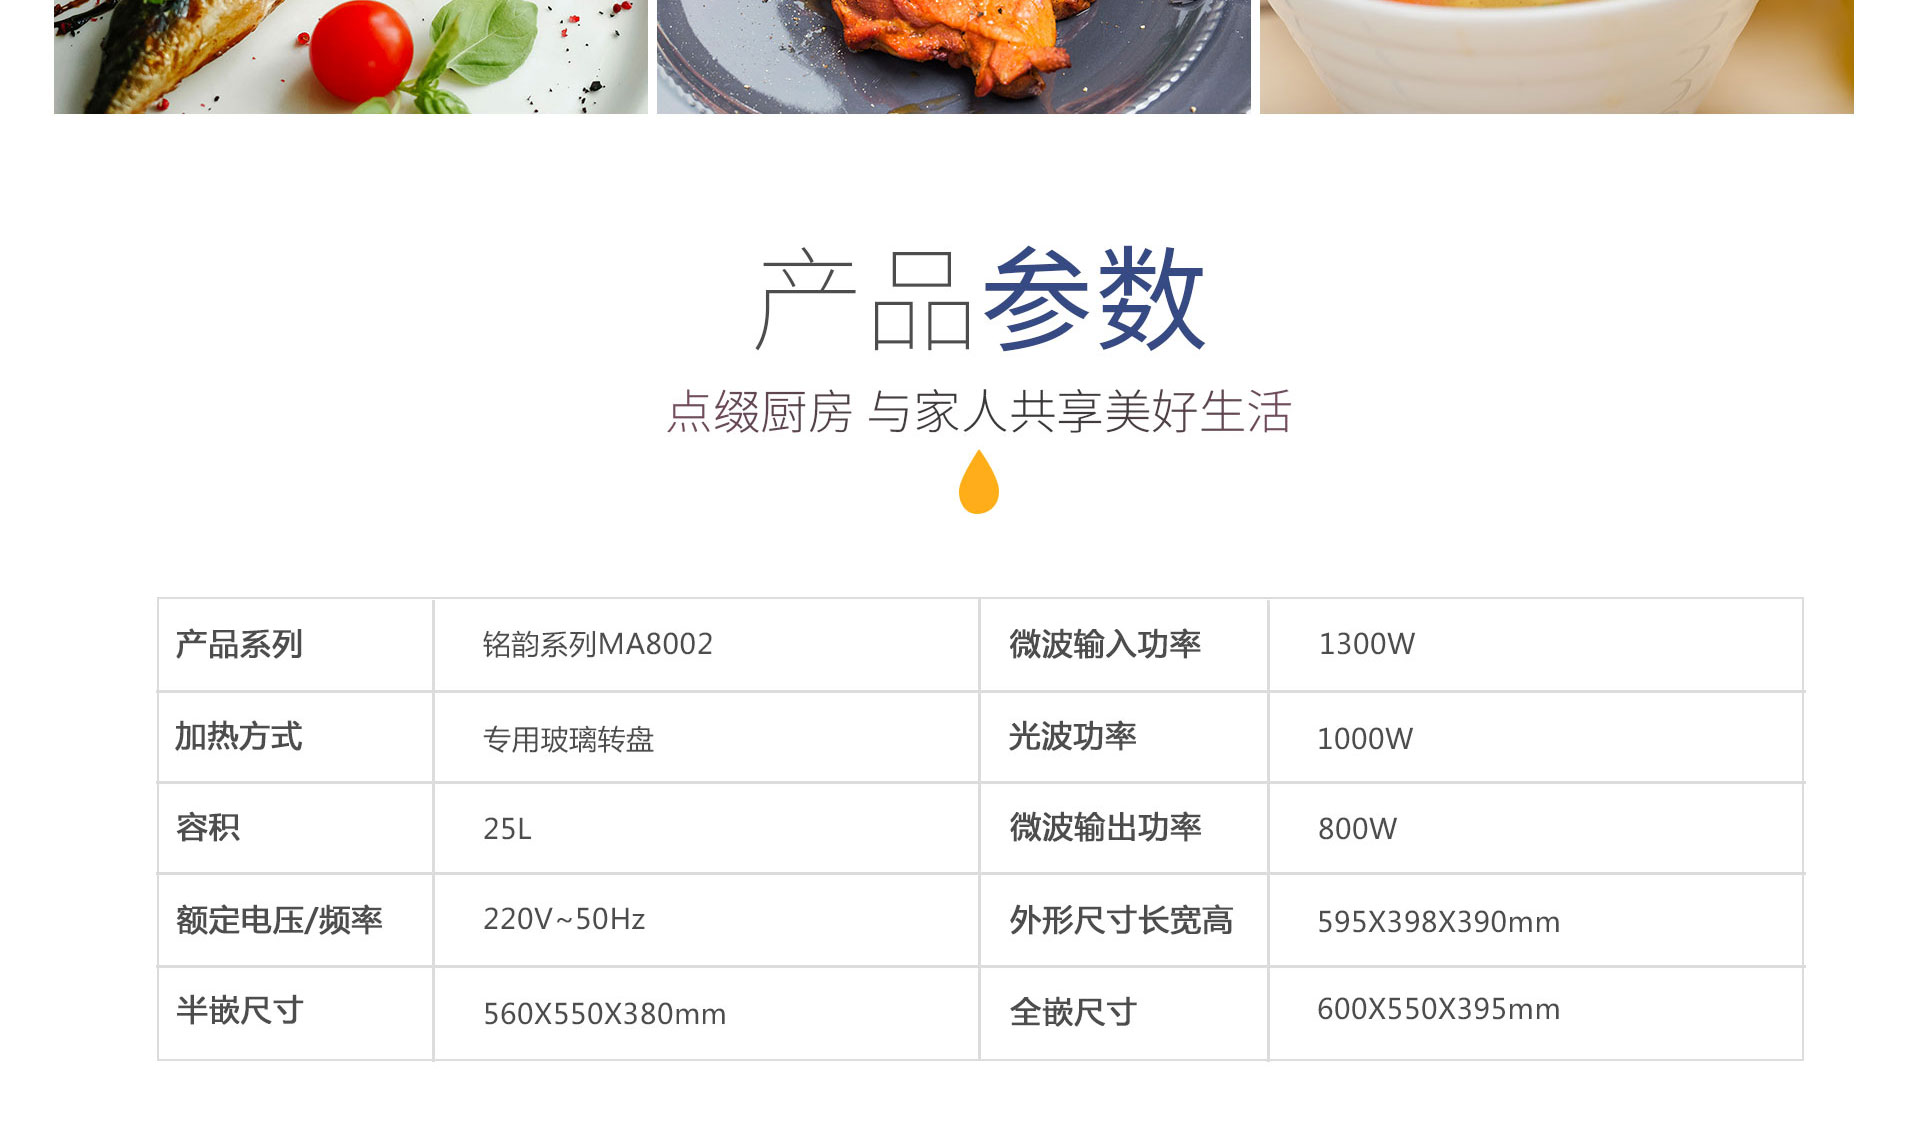 产品参数
点缀厨房 与家人共享美好生活
产品系列 铭韵系列MA8002 微波输入功率 1300W
加热方式 专用玻璃转盘 光波功率 1000W
容积 25L 微波输出功率 800W
额定电压/频率 220V~50Hz 外形尺寸长宽高 595X398X390mm
半嵌尺寸 560X550X380mm 全嵌尺寸 600X550X395mm